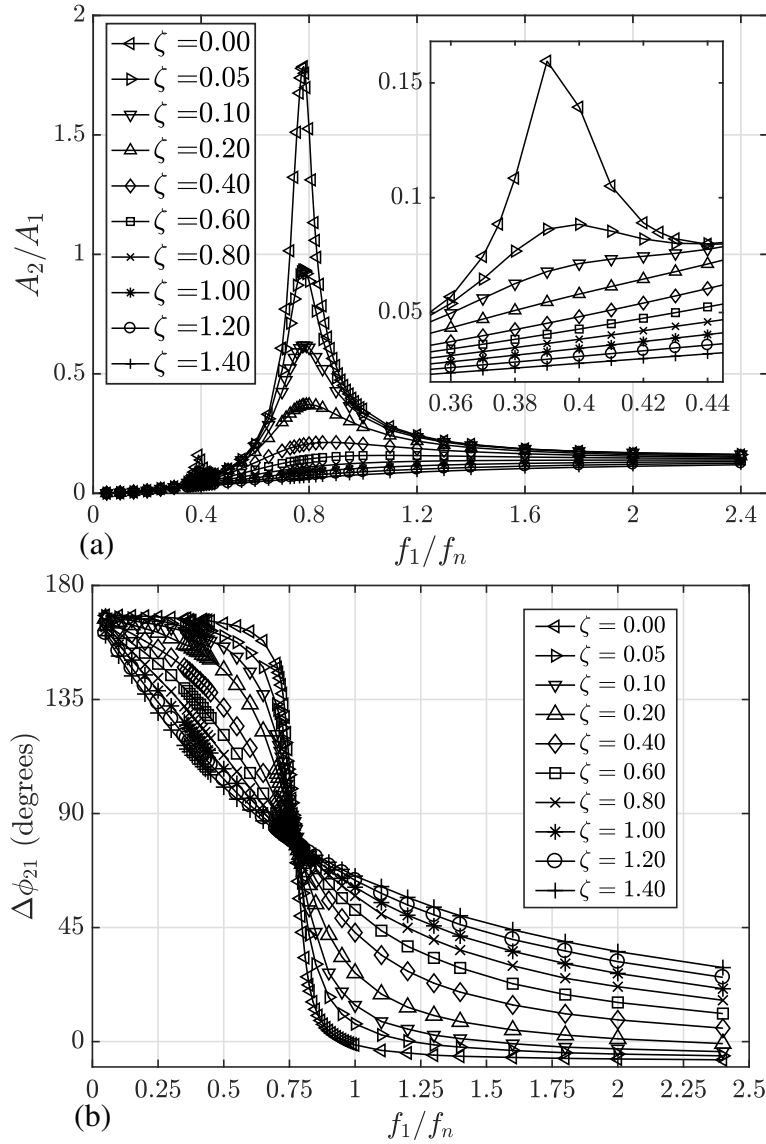 2
1.5
1
0.5
0
A₂/A₁
ζ =0.00
ζ =0.05
ζ =0.10
ζ =0.20
ζ =0.40
ζ =0.60
ζ =0.80
ζ =1.00
ζ =1.20
ζ =1.40
0.15
0.1
0.05
0.36 0.38 0.4 0.42 0.44
0 0.4 0.8 1.2 1.6 2 2.4
(a)
f₁/fₙ
180
135
90
45
0
Δϕ₂₁ (degrees)
ζ = 0.00
ζ = 0.05
ζ = 0.10
ζ = 0.20
ζ = 0.40
ζ = 0.60
ζ = 0.80
ζ = 1.00
ζ = 1.20
ζ = 1.40
0 0.25 0.5 0.75 1 1.25 1.5 1.75 2 2.25 2.5
(b)
f₁/fₙ